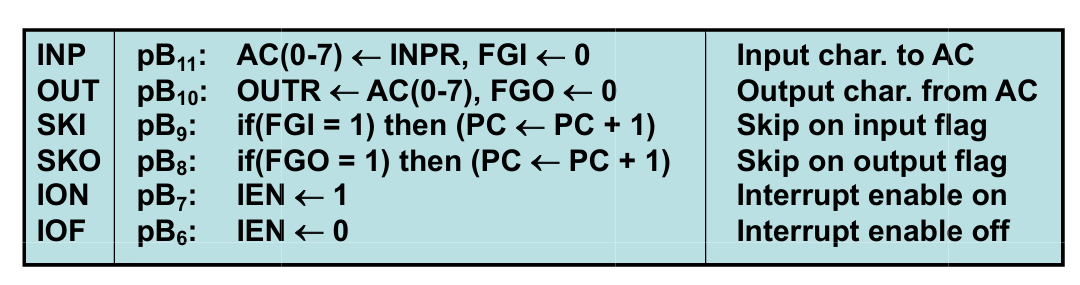 INP pB₁₁: AC(0-7) ← INPR, FGI ← 0 Input char. to AC
OUT pB₁₀: OUTR ← AC(0-7), FGO ← 0 Output char. from AC
SKI pB₉: if(FGI = 1) then (PC ← PC + 1) Skip on input flag
SKO pB₈: if(FGO = 1) then (PC ← PC + 1) Skip on output flag
ION pB₇: IEN ← 1 Interrupt enable on
IOF pB₆: IEN ← 0 Interrupt enable off